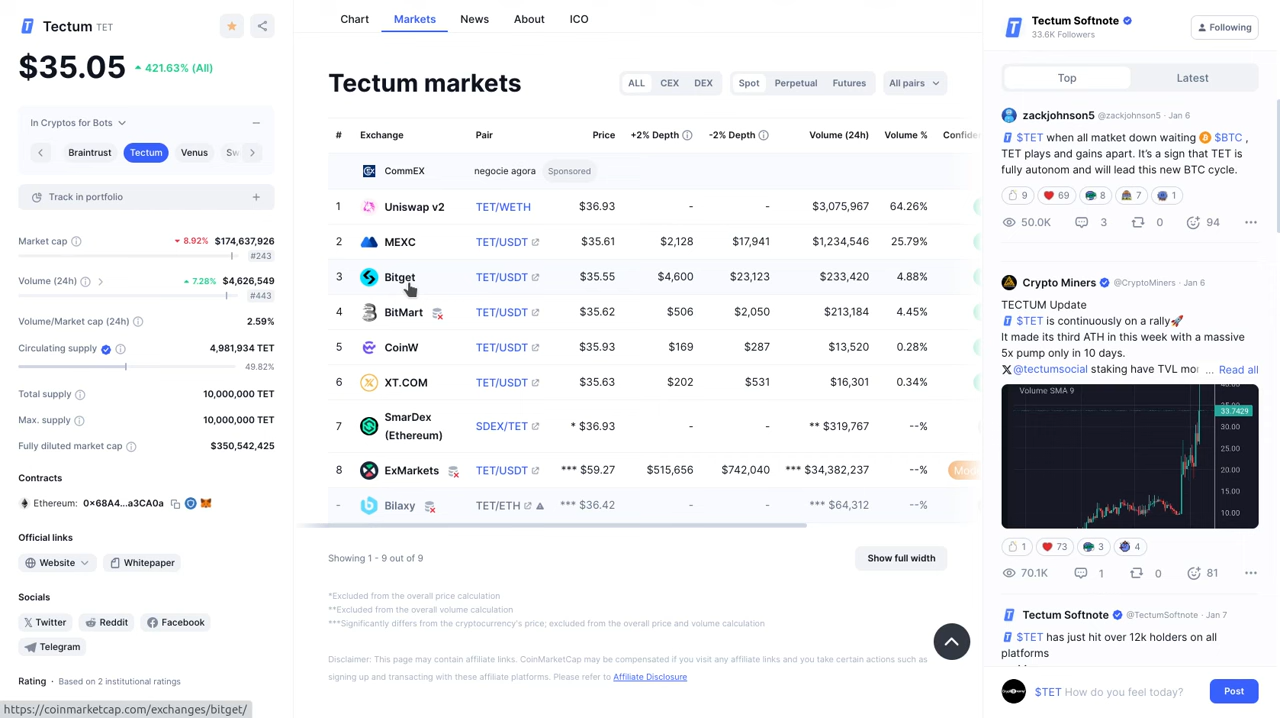 Tectum TET
$35.05 421.63% (All)
In Cryptos for Bots
Braintrust Tectum Venus Sw
Track in portfolio
Market cap 8.92% $174,637,926
#243
Volume (24h) 7.28% $4,626,549
#443
Volume/Market cap (24h) 2.59%
Circulating supply 4,981,934 TET
49.82%
Total supply 10,000,000 TET
Max. supply 10,000,000 TET
Fully diluted market cap $350,542,425
Contracts
Ethereum: 0x68A4...a3CA0a
Official links
Website Whitepaper
Socials
Twitter Reddit Facebook
Telegram
Rating · Based on 2 institutional ratings
https://coinmarketcap.com/exchanges/bitget/
Chart Markets News About ICO
Tectum markets
ALL CEX DEX Spot Perpetual Futures All pairs
# Exchange Pair Price +2% Depth -2% Depth Volume (24h) Volume % Confide
CommEX negocie agora Sponsored
1 Uniswap v2 TET/WETH $36.93 - - $3,075,967 64.26%
2 MEXC TET/USDT $35.61 $2,128 $17,941 $1,234,546 25.79%
3 Bitget TET/USDT $35.55 $4,600 $23,123 $233,420 4.88%
4 BitMart TET/USDT $35.62 $506 $2,050 $213,184 4.45%
5 CoinW TET/USDT $35.93 $169 $287 $13,520 0.28%
6 XT.COM TET/USDT $35.63 $202 $531 $16,301 0.34%
7 SmarDex (Ethereum) SDEX/TET * $36.93 - - ** $319,767 --%
8 ExMarkets TET/USDT *** $59.27 $515,656 $742,040 *** $34,382,237 --% Mod
- Bilaxy TET/ETH *** $36.42 - - *** $64,312 --%
Showing 1 - 9 out of 9
Show full width
*Excluded from the overall price calculation
**Excluded from the overall volume calculation
***Significantly differs from the cryptocurrency's price; excluded from the overall price and volume calculation
Disclaimer: This page may contain affiliate links. CoinMarketCap may be compensated if you visit any affiliate links and you take certain actions such as
signing up and transacting with these affiliate platforms. Please refer to Affiliate Disclosure
Tectum Softnote
33.6K Followers
Following
Top Latest
zackjohnson5 @zackjohnson5 · Jan 6
$TET when all matket down waiting $BTC ,
TET plays and gains apart. It's a sign that TET is
fully autonom and will lead this new BTC cycle.
9 69 8 7 1
50.0K 3 0 94
Crypto Miners @CryptoMiners · Jan 6
TECTUM Update
$TET is continuously on a rally🚀
It made its third ATH in this week with a massive
5x pump only in 10 days.
X@tectumsocial staking have TVL mor ... Read all
Volume SMA 9
40.00
35.00
33.7429
30.00
25.00
20.00
15.00
10.00
1 73 3 4
70.1K 1 0 81
Tectum Softnote @TectumSoftnote · Jan 7
$TET has just hit over 12k holders on all
platforms
$TET How do you feel today?
Post